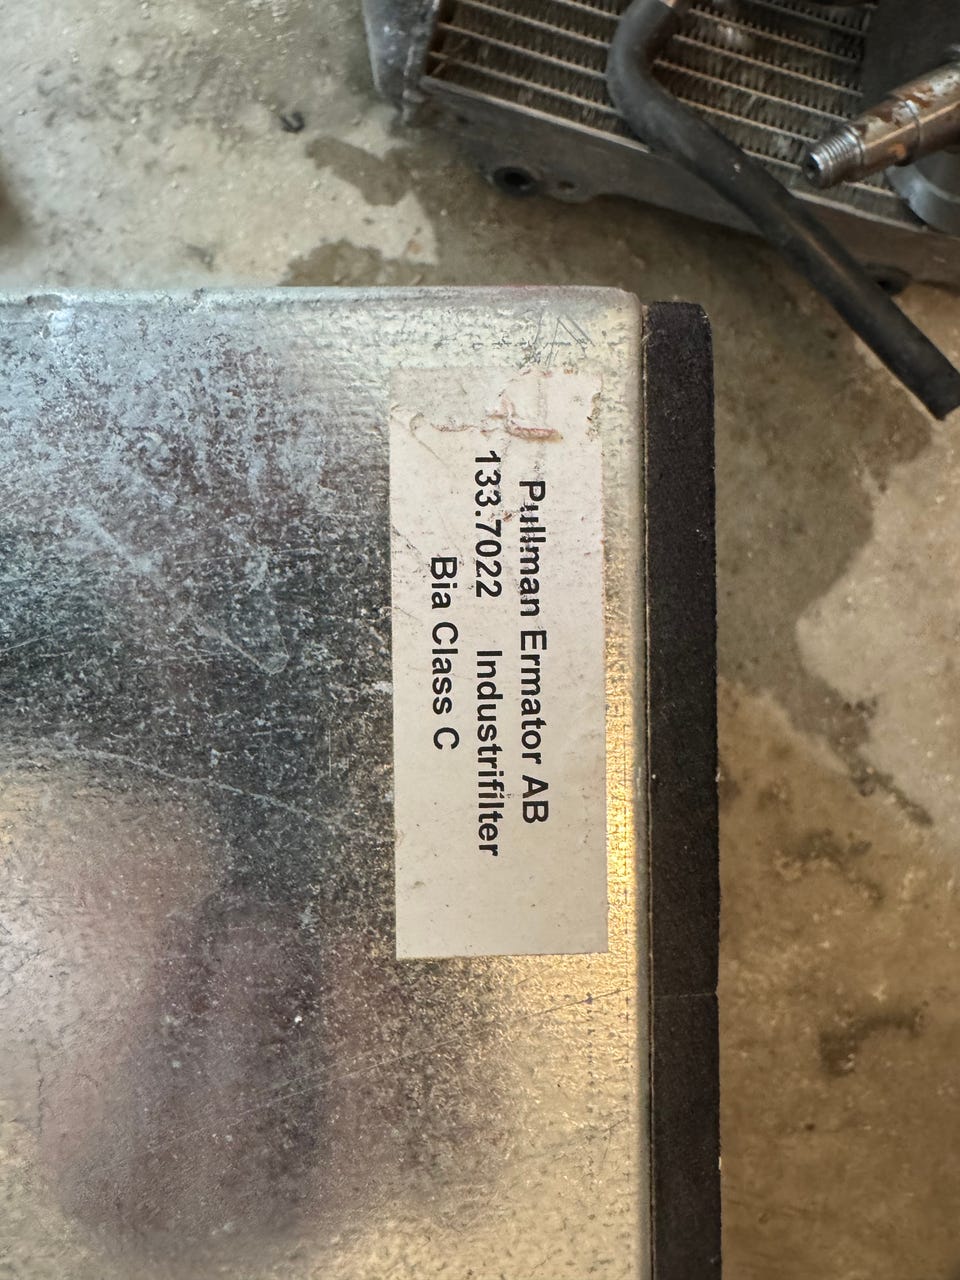 Pullman Ermator AB
133.7022 Industrifilter
Bia Class C